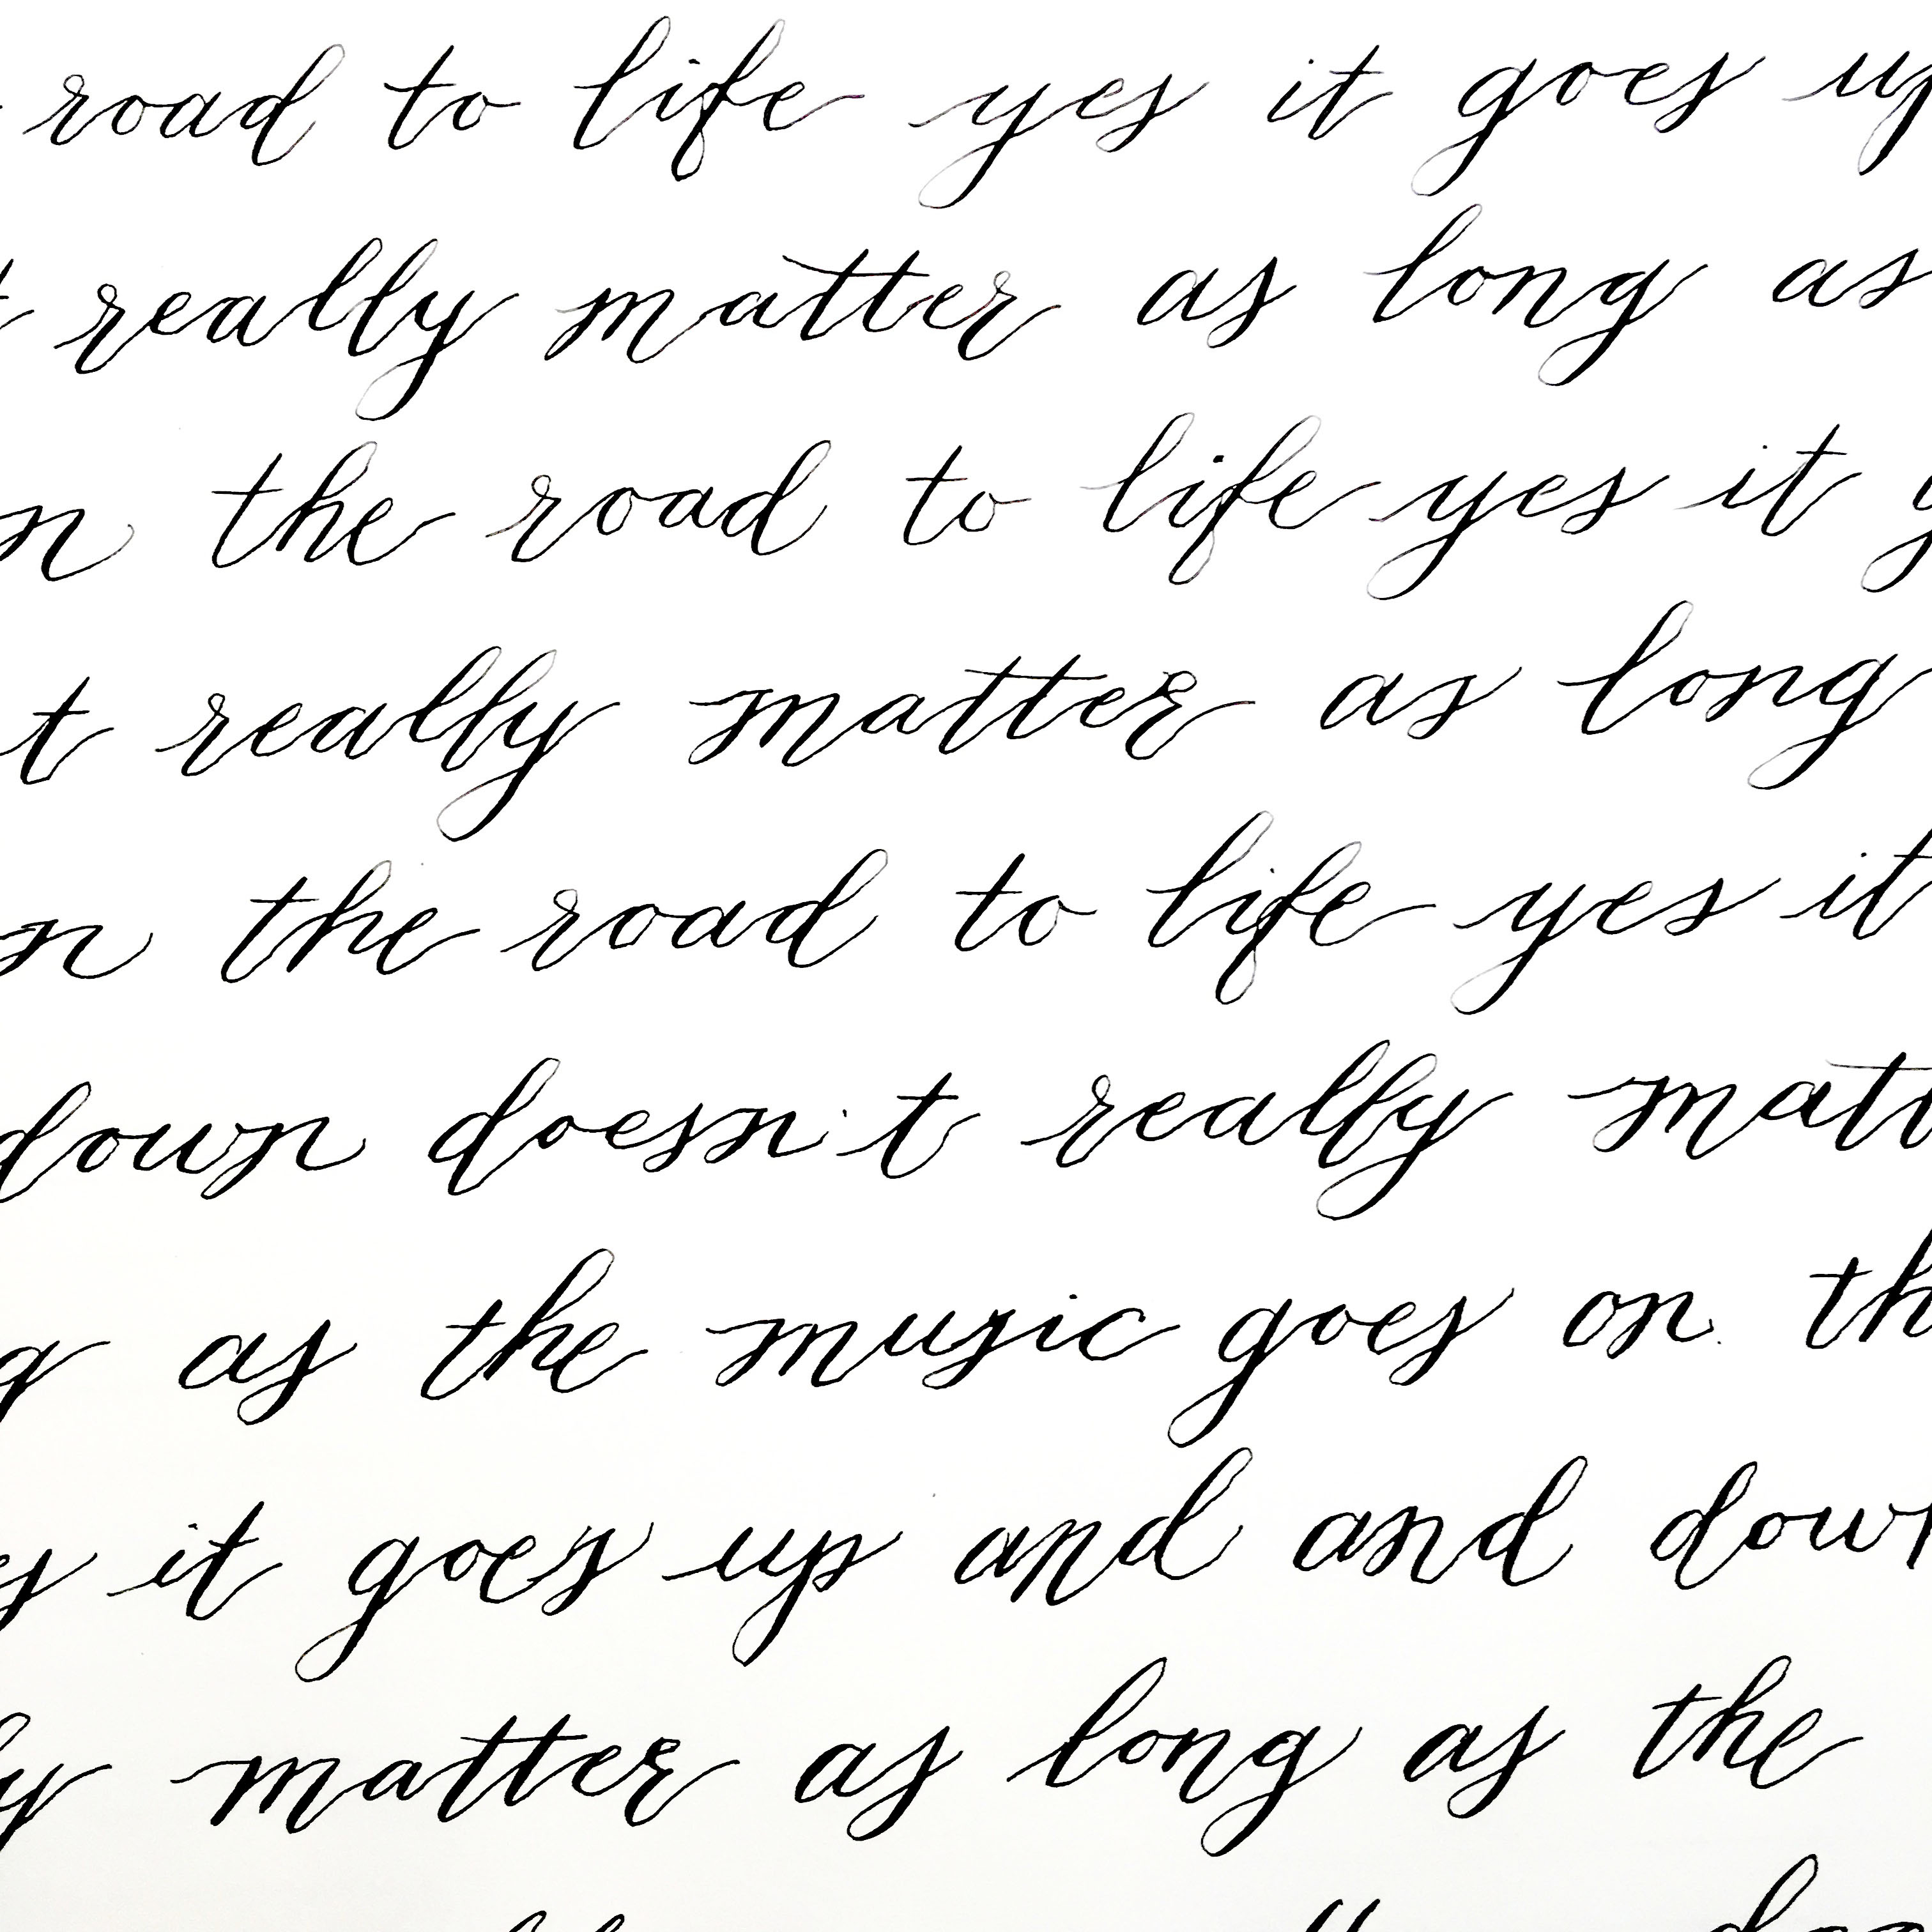 road to life yes it goes up
t really matter as long as
n the road to life yes it g
t really matter as long
n the road to life yes it
down doesn't really matt
g as the music goes on th
es it goes up and and down
ly matter as long as the